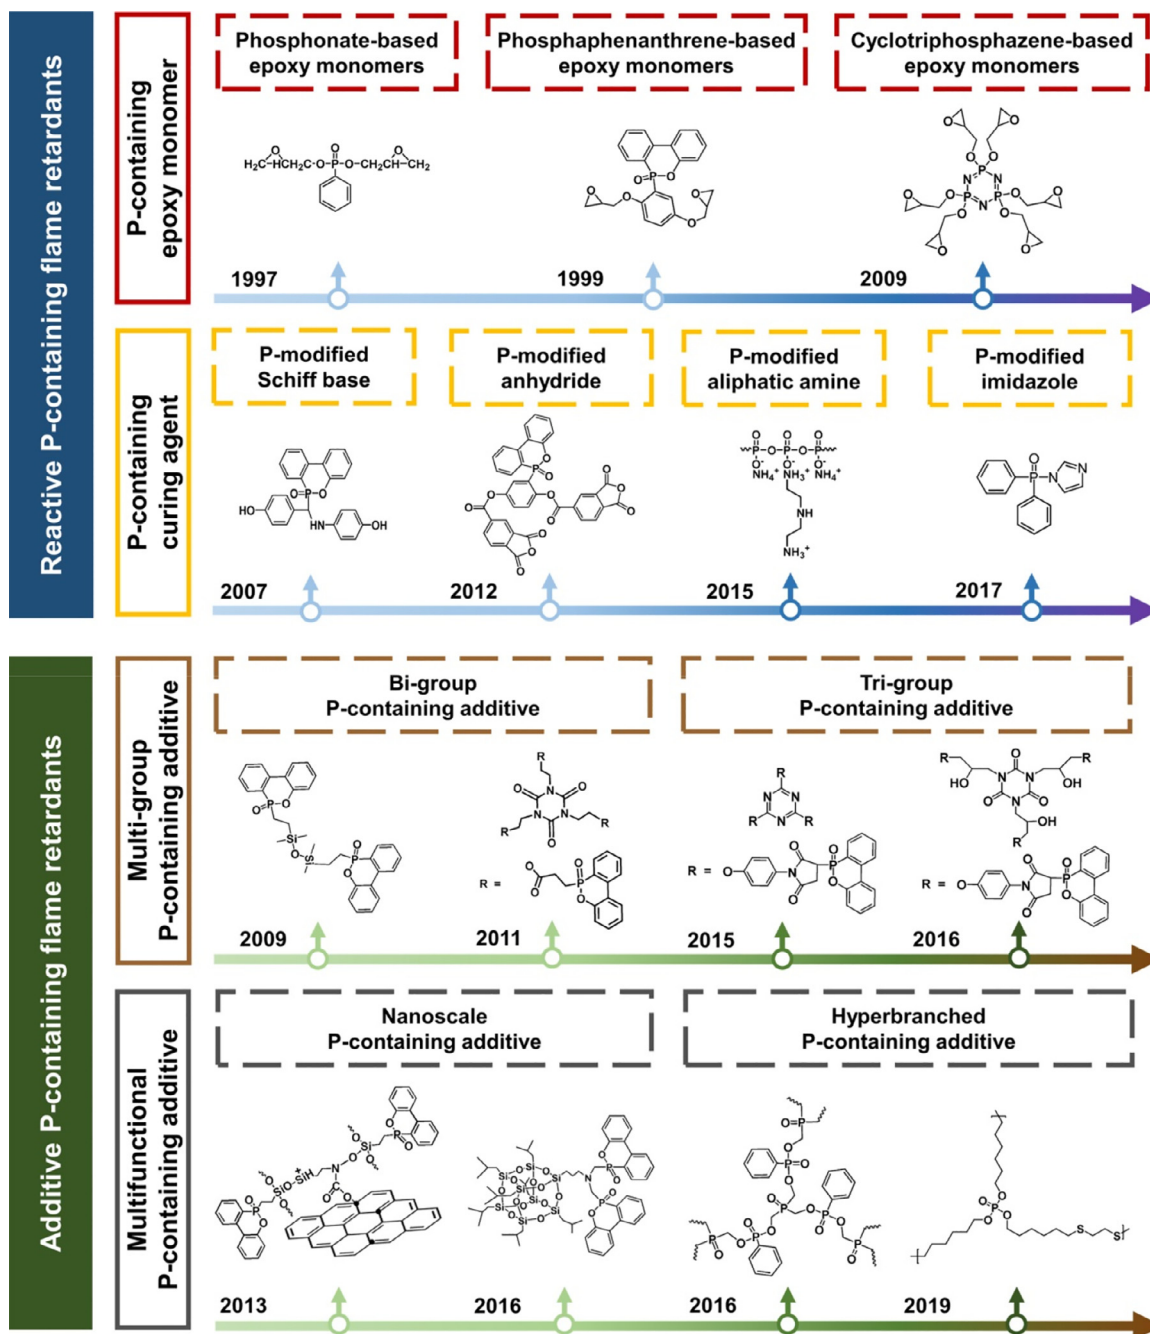 Reactive P-containing flame retardants
P-containing
epoxy monomer
Phosphonate-based
epoxy monomers
Phosphaphenanthrene-based
epoxy monomers
Cyclotriphosphazene-based
epoxy monomers
1997
1999
2009
P-containing
curing agent
P-modified
Schiff base
P-modified
anhydride
P-modified
aliphatic amine
P-modified
imidazole
2007
2012
2015
2017
Additive P-containing flame retardants
Multi-group
P-containing additive
Bi-group
P-containing additive
Tri-group
P-containing additive
R =
R =
R =
2009
2011
2015
2016
Multifunctional
P-containing additive
Nanoscale
P-containing additive
Hyperbranched
P-containing additive
2013
2016
2016
2019